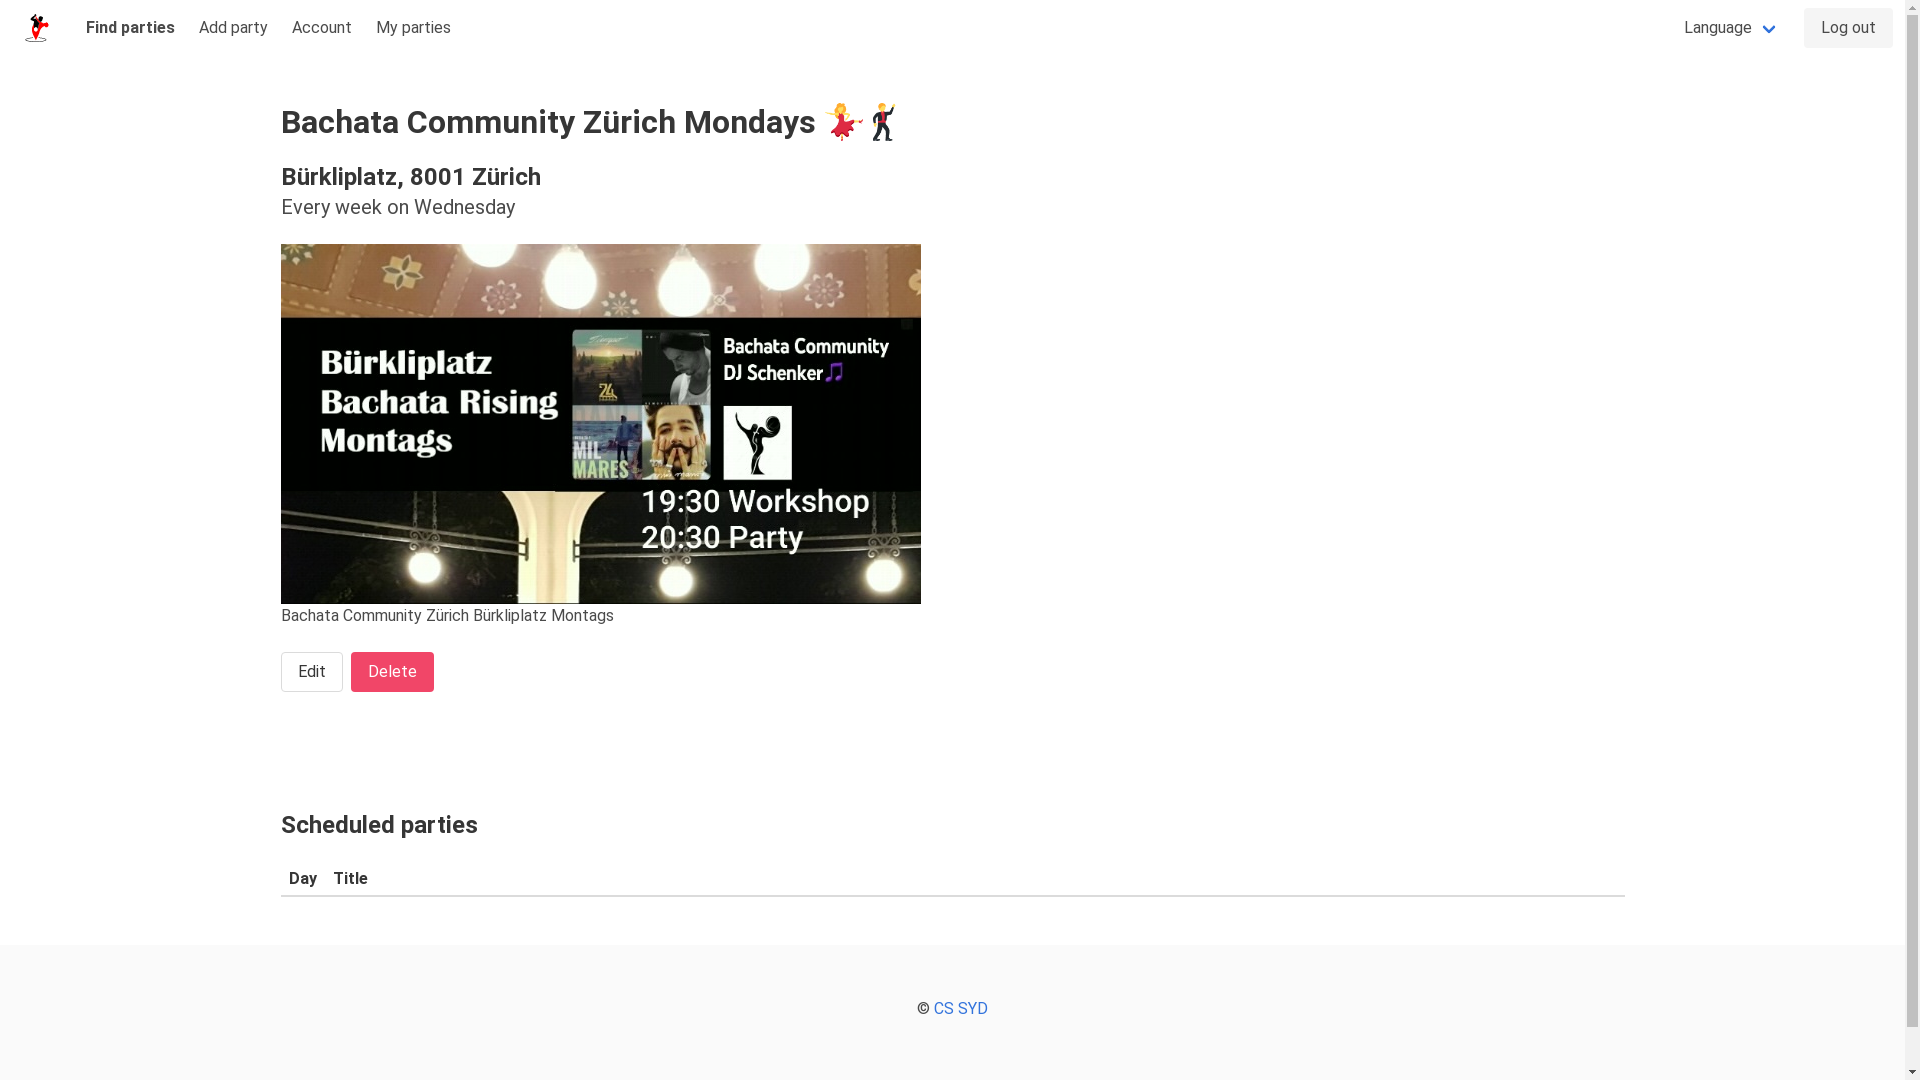 Find parties
Add party
Account
My parties
Language
Log out
Bachata Community Zürich Mondays 💃🕺
Bürkliplatz, 8001 Zürich
Every week on Wednesday
Bürkliplatz
Bachata Rising
Montags
Bachata Community
DJ Schenker🎵
MIL
MARES
19:30 Workshop
20:30 Party
Bachata Community Zürich Bürkliplatz Montags
Edit
Delete
Scheduled parties
Day Title
© CS SYD